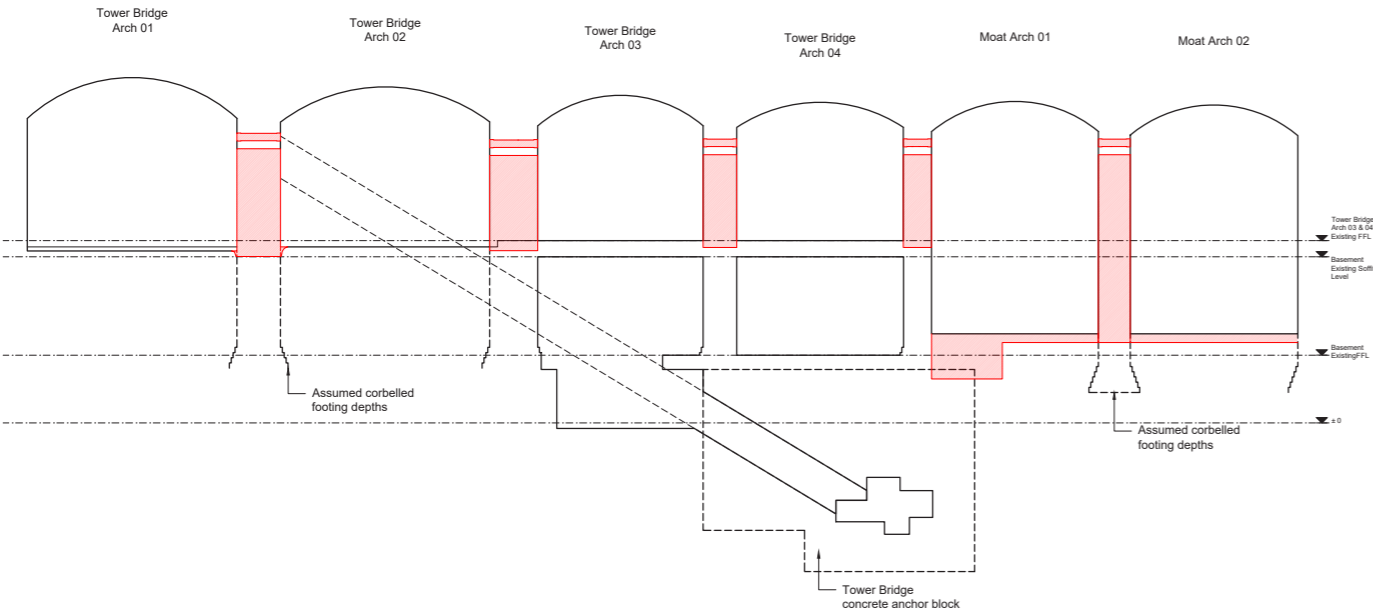 Tower Bridge
Arch 01
Tower Bridge
Arch 02
Tower Bridge
Arch 03
Tower Bridge
Arch 04
Moat Arch 01
Moat Arch 02
Tower Bridge
Arch 03 & 04
Existing FFL
Basement
Existing Soffi
Level
Basement
ExistingFFL
± 0
Assumed corbelled
footing depths
Assumed corbelled
footing depths
Tower Bridge
concrete anchor block